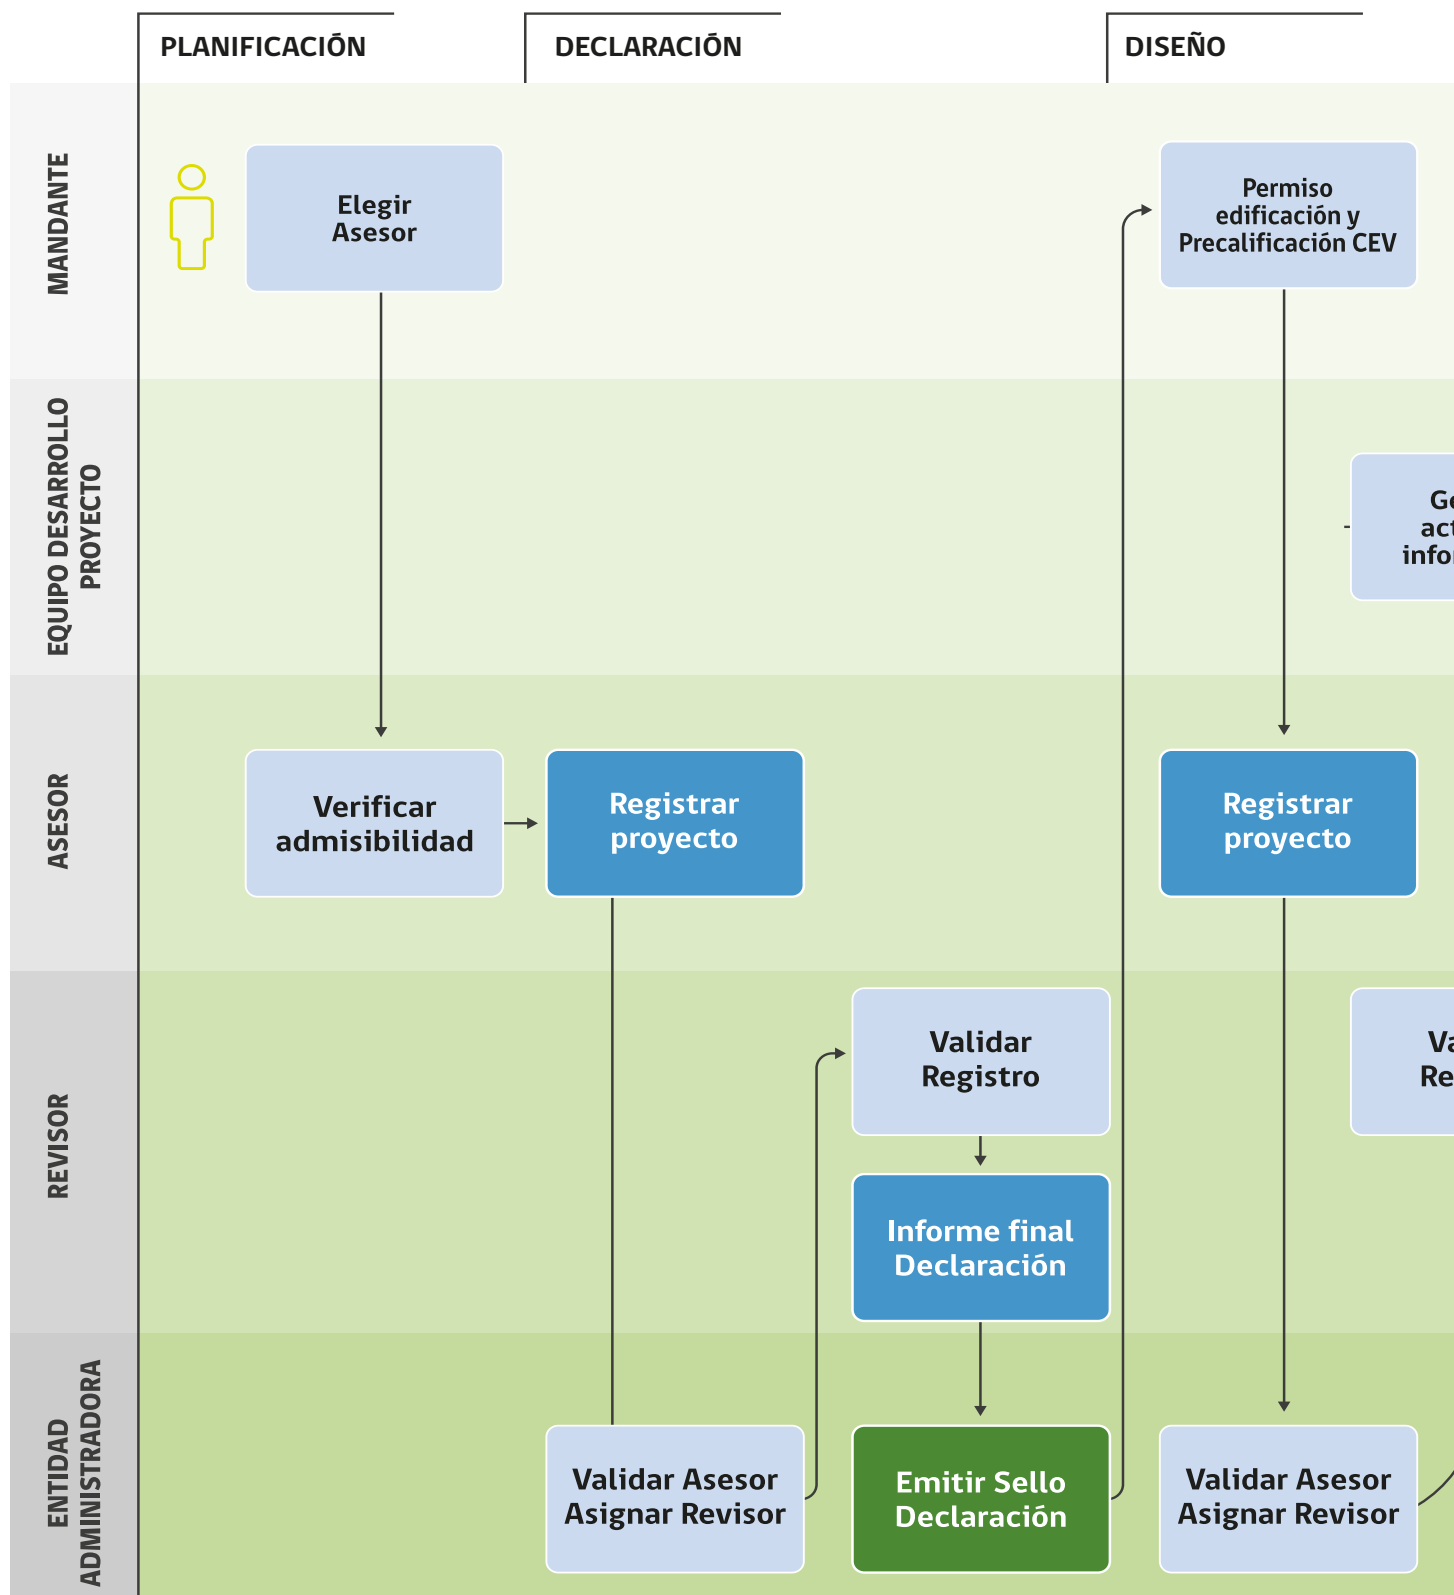 PLANIFICACIÓN
DECLARACIÓN
DISEÑO
MANDANTE
Elegir
Asesor
Permiso
edificación y
Precalificación CEV
EQUIPO DESARROLLO
PROYECTO
ASESOR
Verificar
admisibilidad
Registrar
proyecto
Registrar
proyecto
REVISOR
Validar
Registro
Informe final
Declaración
ENTIDAD
ADMINISTRADORA
Validar Asesor
Asignar Revisor
Emitir Sello
Declaración
Validar Asesor
Asignar Revisor